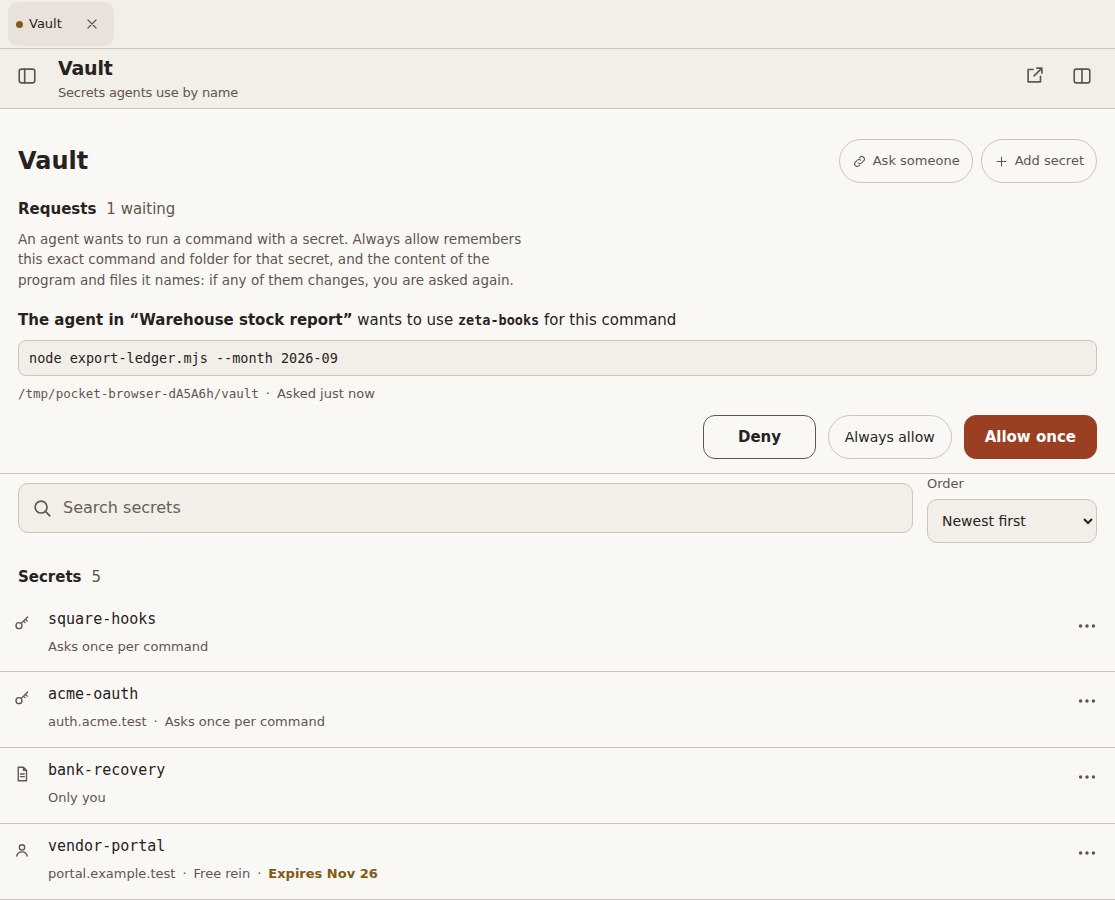 Vault
Vault
Secrets agents use by name
Vault
Ask someone
Add secret
Requests 1 waiting
An agent wants to run a command with a secret. Always allow remembers
this exact command and folder for that secret, and the content of the
program and files it names: if any of them changes, you are asked again.
The agent in “Warehouse stock report” wants to use zeta-books for this command
node export-ledger.mjs --month 2026-09
/tmp/pocket-browser-dA5A6h/vault · Asked just now
Deny
Always allow
Allow once
Order
Search secrets
Newest first
Secrets 5
square-hooks
Asks once per command
acme-oauth
auth.acme.test · Asks once per command
bank-recovery
Only you
vendor-portal
portal.example.test · Free rein · Expires Nov 26